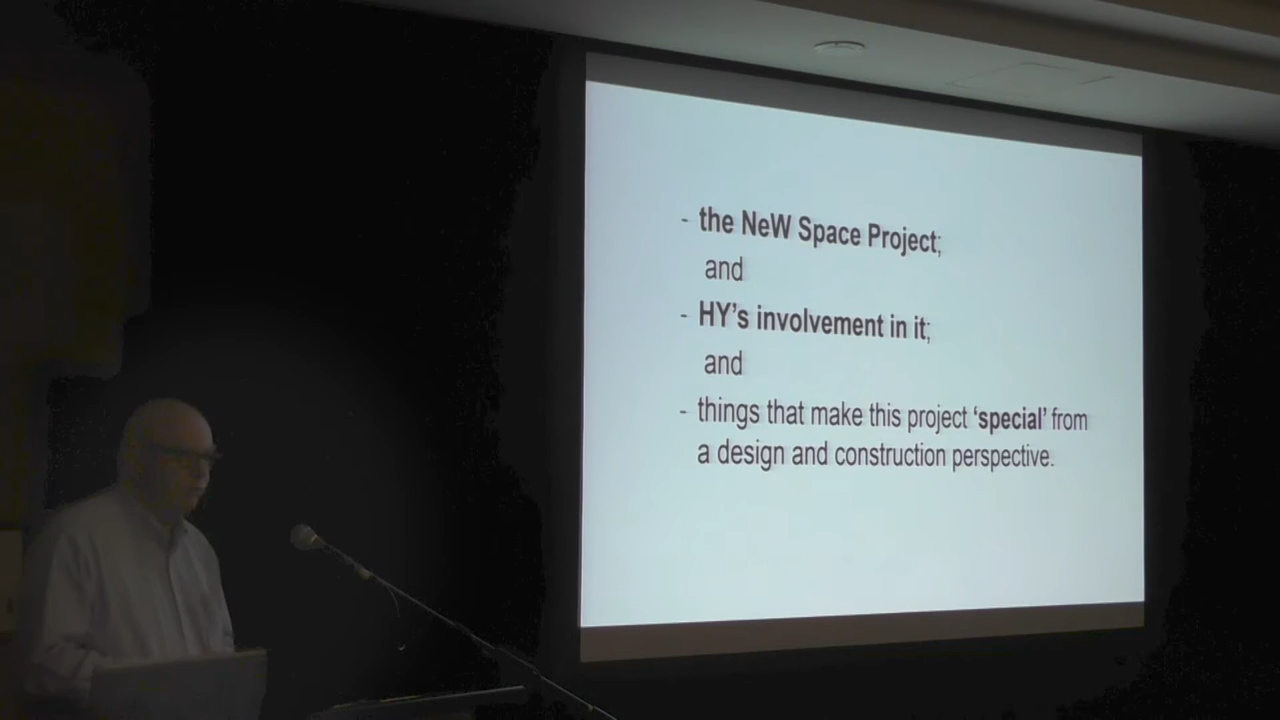 - the NeW Space Project;
and
- HY's involvement in it;
and
- things that make this project ‘special’ from
a design and construction perspective.